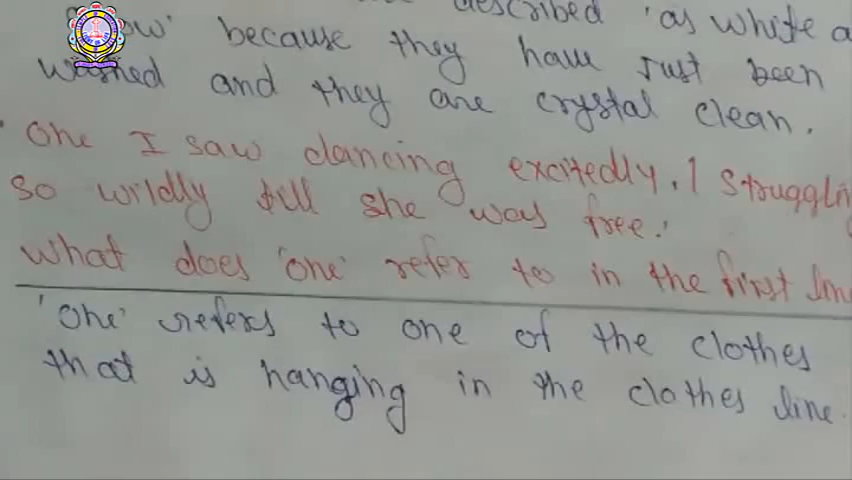 described 'as white a
snow' because they have just been
washed and they are crystal clean.
One I saw dancing excitedly, / struggling
so wildly till she was free.'
what does 'one' refer to in the first line
'One' refers to one of the clothes
that is hanging in the clothes line.